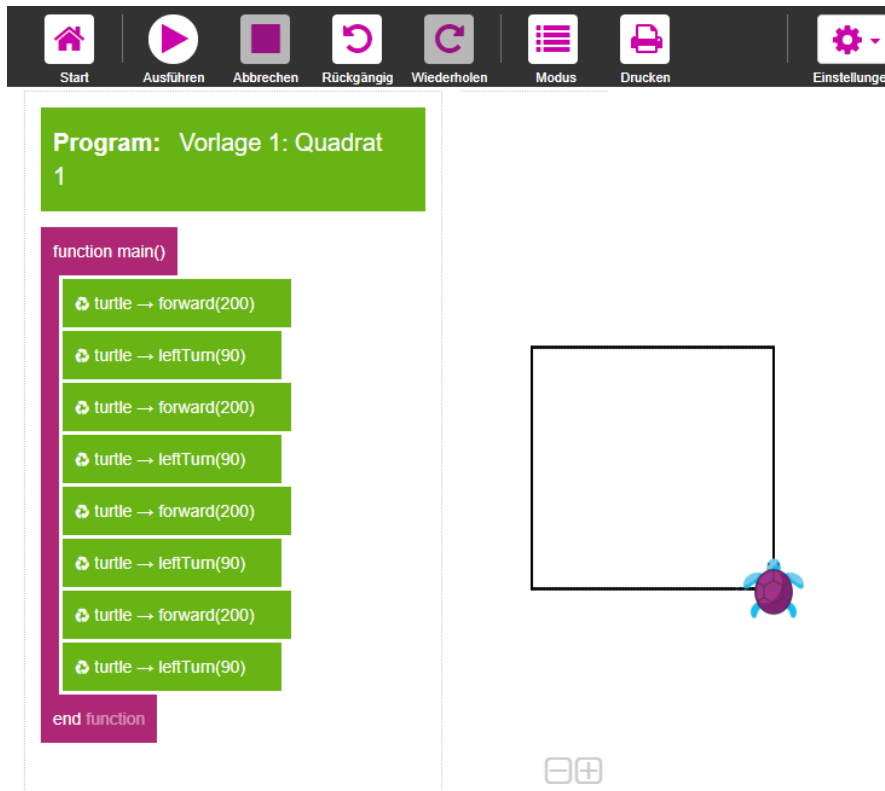 Start Ausführen Abbrechen Rückgängig Wiederholen Modus Drucken Einstellunge
Program: Vorlage 1: Quadrat
1
function main()
turtle → forward(200)
turtle → leftTurn(90)
turtle → forward(200)
turtle → leftTurn(90)
turtle → forward(200)
turtle → leftTurn(90)
turtle → forward(200)
turtle → leftTurn(90)
end function